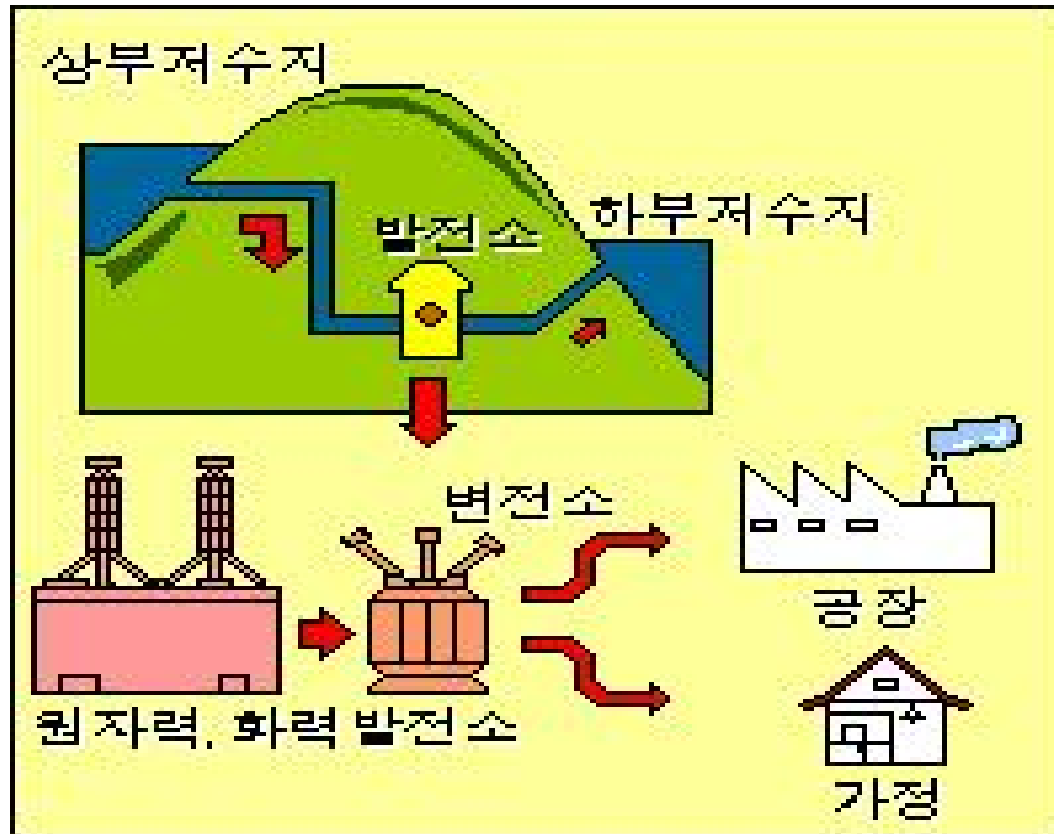 상부저수지
하부저수지
발전소
변전소
공장
원자력, 화력 발전소
가정